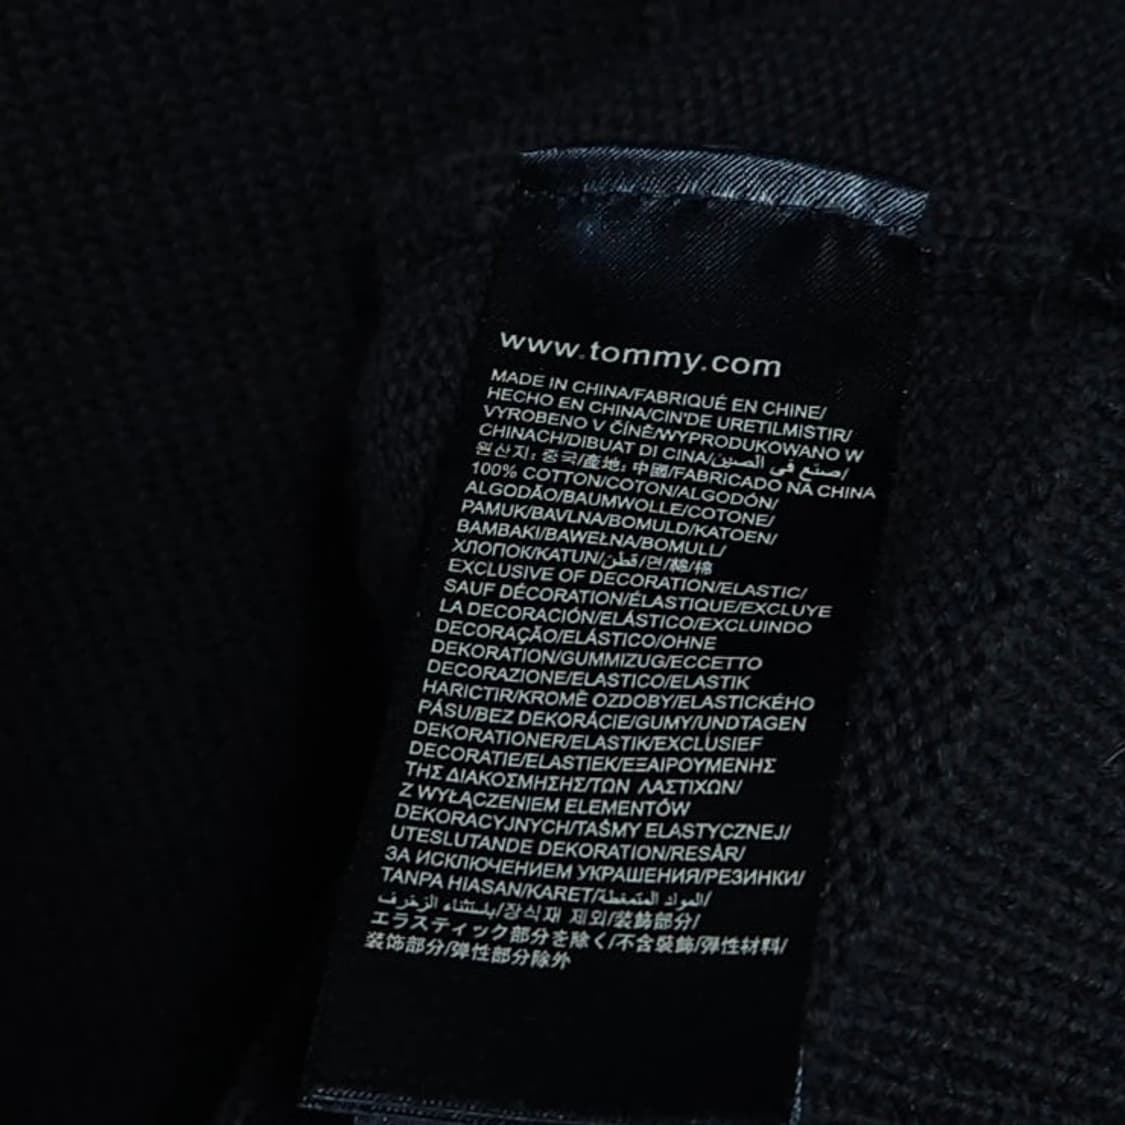 www.tommy.com
MADE IN CHINA/FABRIQUÉ EN CHINE/
HECHO EN CHINA/CIN'DE URETILMISTIR/
VYROBENO V ČÍNĚ/WYPRODUKOWANO W
CHINACH/DIBUAT DI CINA/صنع في الصين/
원산지: 중국/產地: 中國/FABRICADO NA CHINA
100% COTTON/COTON/ALGODÓN/
ALGODÃO/BAUMWOLLE/COTONE/
PAMUK/BAVLNA/BOMULD/KATOEN/
BAMBAKI/BAWEŁNA/BOMULL/
ХЛОПОК/KATUN/قطن/면/棉/棉
EXCLUSIVE OF DECORATION/ELASTIC/
SAUF DÉCORATION/ÉLASTIQUE/EXCLUYE
LA DECORACIÓN/ELÁSTICO/EXCLUINDO
DECORAÇÃO/ELÁSTICO/OHNE
DEKORATION/GUMMIZUG/ECCETTO
DECORAZIONE/ELASTICO/ELASTIK
HARICTIR/KROMĚ OZDOBY/ELASTICKÉHO
PÁSU/BEZ DEKORÁCIE/GUMY/UNDTAGEN
DEKORATIONER/ELASTIK/EXCLUSIEF
DECORATIE/ELASTIEK/ΕΞΑΙΡΟΥΜΕΝΗΣ
ΤΗΣ ΔΙΑΚΟΣΜΗΣΗΣ/ΤΩΝ ΛΑΣΤΙΧΩΝ/
Z WYŁĄCZENIEM ELEMENTÓW
DEKORACYJNYCH/TAŚMY ELASTYCZNEJ/
UTESLUTANDE DEKORATION/RESÅR/
ЗА ИСКЛЮЧЕНИЕМ УКРАШЕНИЯ/РЕЗИНКИ/
TANPA HIASAN/KARET/المواد المتمغطة/
باستثناء الزخرف/장식재 제외/装飾部分/
エラスティック部分を除く/不含裝飾/彈性材料/
装饰部分/弹性部分除外